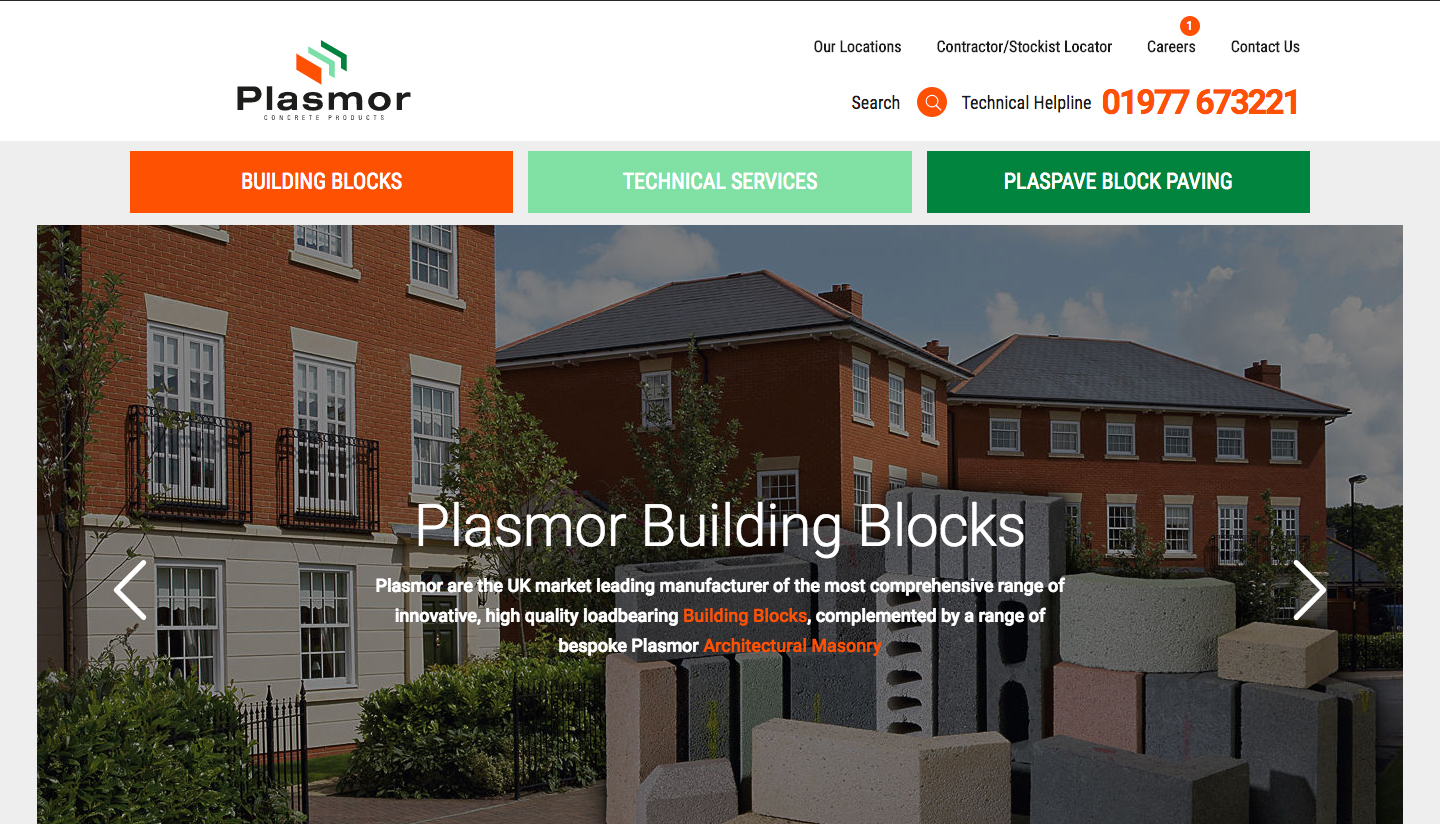 1
Our Locations Contractor/Stockist Locator Careers Contact Us
Plasmor
CONCRETE PRODUCTS
Search Technical Helpline 01977 673221
BUILDING BLOCKS TECHNICAL SERVICES PLASPAVE BLOCK PAVING
Plasmor Building Blocks
Plasmor are the UK market leading manufacturer of the most comprehensive range of
innovative, high quality loadbearing Building Blocks, complemented by a range of
bespoke Plasmor Architectural Masonry